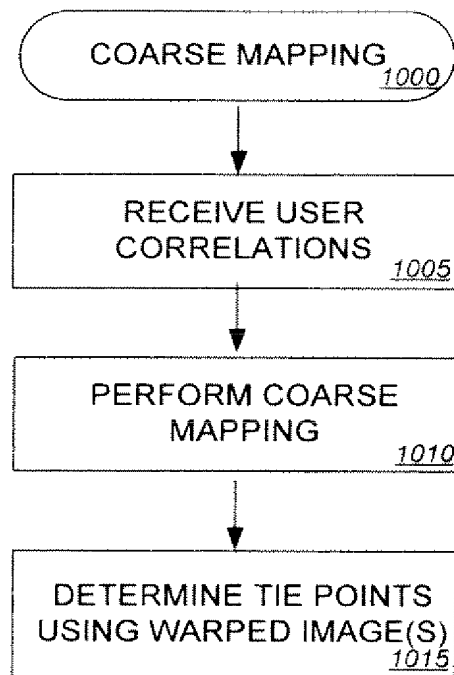 COARSE MAPPING
1000
RECEIVE USER
CORRELATIONS
1005
PERFORM COARSE
MAPPING
1010
DETERMINE TIE POINTS
USING WARPED IMAGE(S)
1015